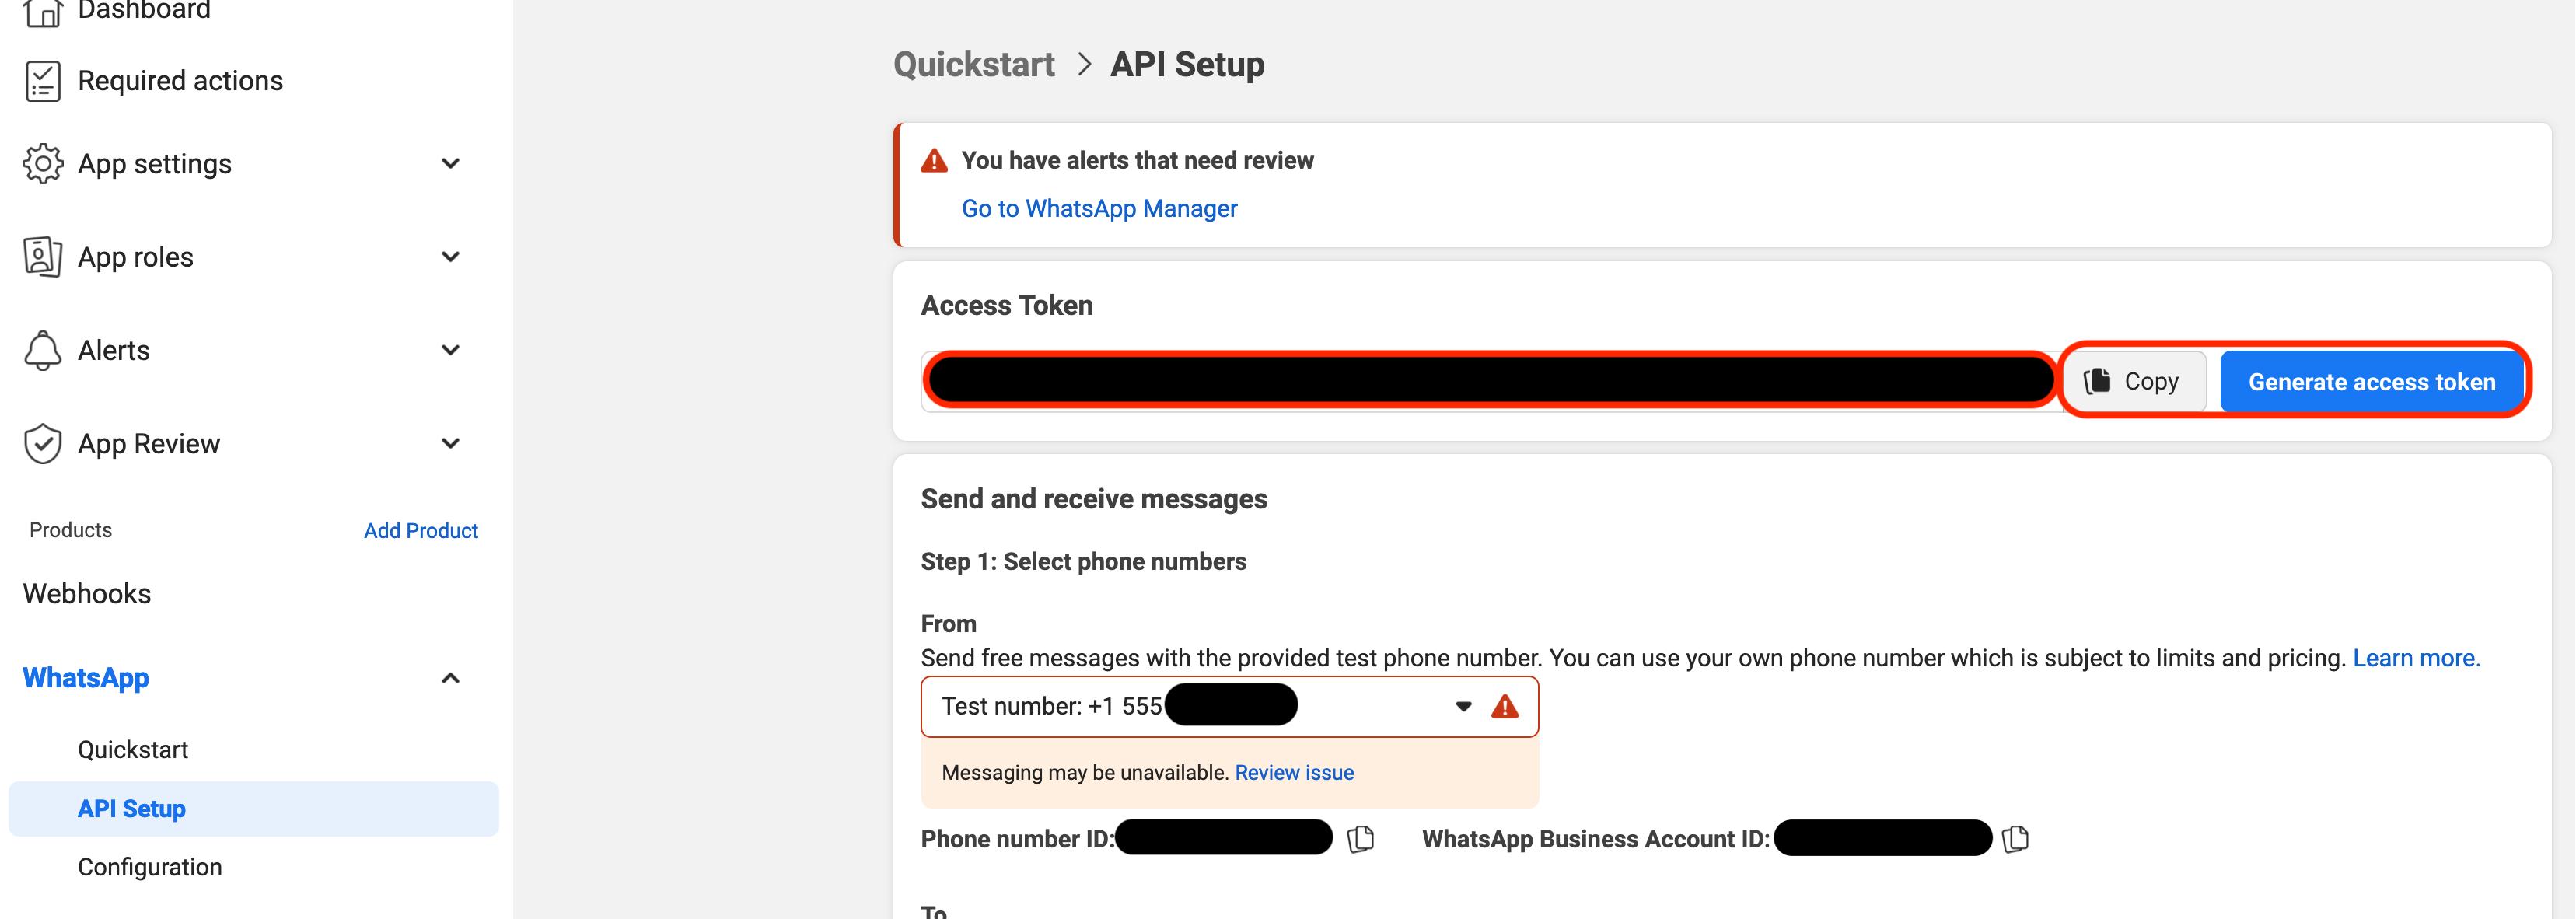 Dashboard
Required actions
App settings
App roles
Alerts
App Review
Products Add Product
Webhooks
WhatsApp
Quickstart
API Setup
Configuration
Quickstart > API Setup
You have alerts that need review
Go to WhatsApp Manager
Access Token
Copy Generate access token
Send and receive messages
Step 1: Select phone numbers
From
Send free messages with the provided test phone number. You can use your own phone number which is subject to limits and pricing. Learn more.
Test number: +1 555
Messaging may be unavailable. Review issue
Phone number ID: WhatsApp Business Account ID:
To